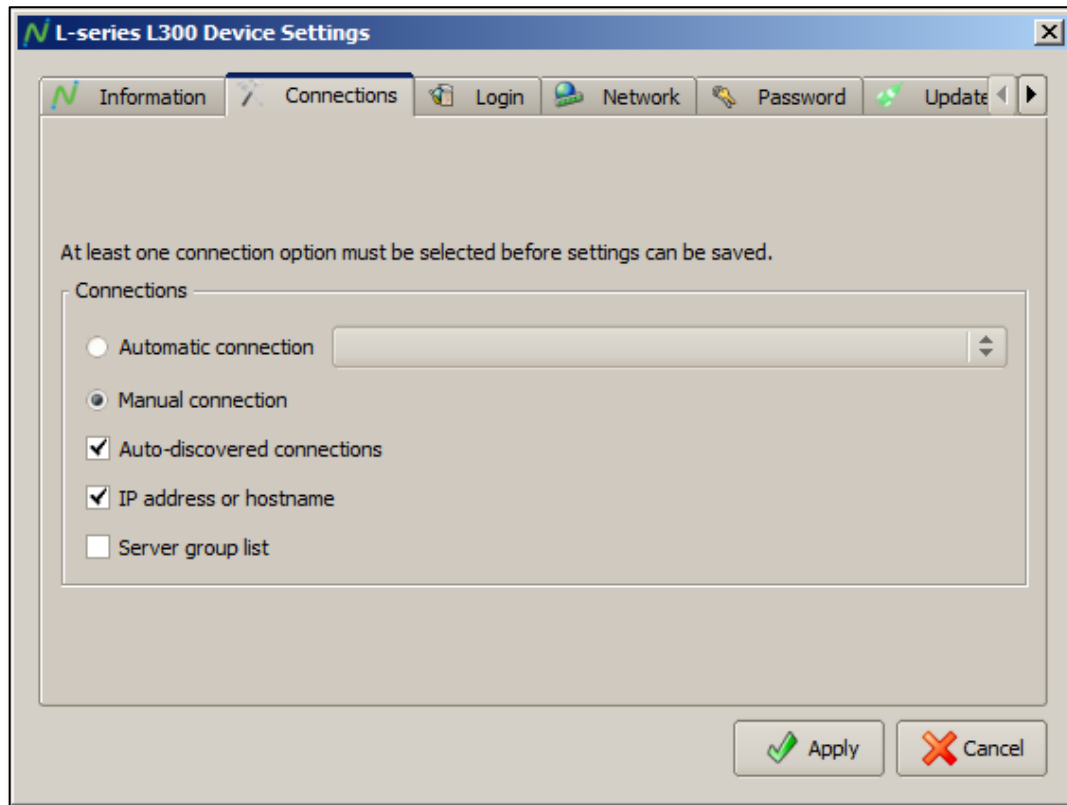 L-series L300 Device Settings
Information Connections Login Network Password Update
At least one connection option must be selected before settings can be saved.
Connections
Automatic connection
Manual connection
Auto-discovered connections
IP address or hostname
Server group list
Apply Cancel